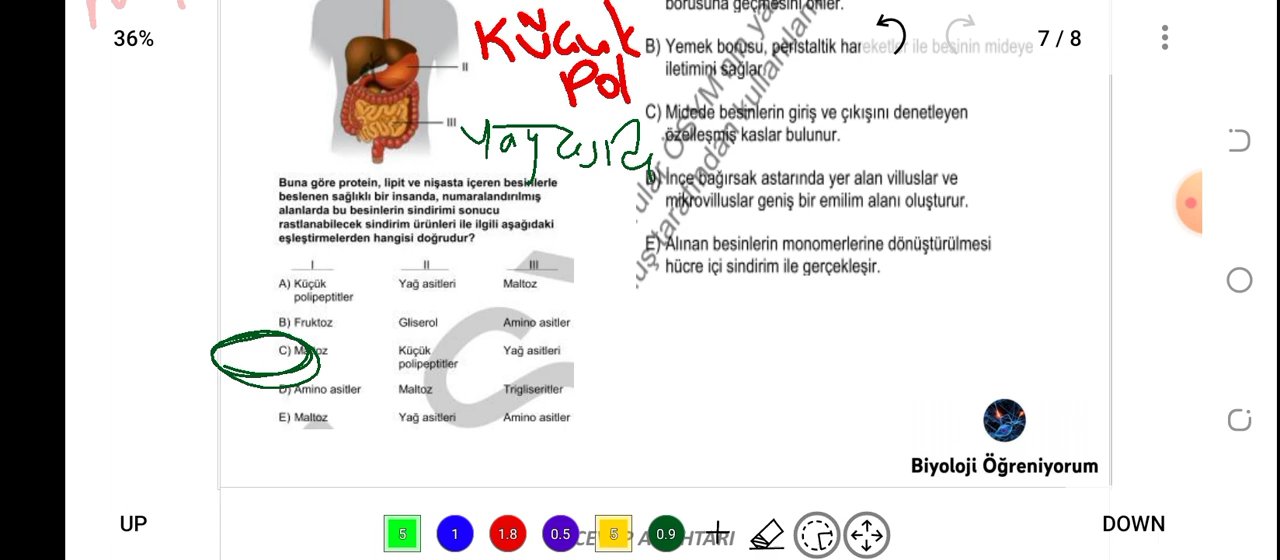 36%
7 / 8
Küçük
Pol
II
III
Yağ asidi
Buna göre protein, lipit ve nişasta içeren besinlerle
beslenen sağlıklı bir insanda, numaralandırılmış
alanlarda bu besinlerin sindirimi sonucu
rastlanabilecek sindirim ürünleri ile ilgili aşağıdaki
eşleştirmelerden hangisi doğrudur?
I II III
A) Küçük polipeptitler Yağ asitleri Maltoz
B) Fruktoz Gliserol Amino asitler
C) Maltoz Küçük polipeptitler Yağ asitleri
D) Amino asitler Maltoz Trigliseritler
E) Maltoz Yağ asitleri Amino asitler
borusuna geçmesini önler.
B) Yemek borusu, peristaltik hareketler ile besinin mideye
iletimini sağlar.
C) Midede besinlerin giriş ve çıkışını denetleyen
özelleşmiş kaslar bulunur.
D) İnce bağırsak astarında yer alan villuslar ve
mikrovilluslar geniş bir emilim alanı oluşturur.
E) Alınan besinlerin monomerlerine dönüştürülmesi
hücre içi sindirim ile gerçekleşir.
Biyoloji Öğreniyorum
UP
5 1 1.8 0.5 5 0.9
CEVAP ANAHTARI
DOWN